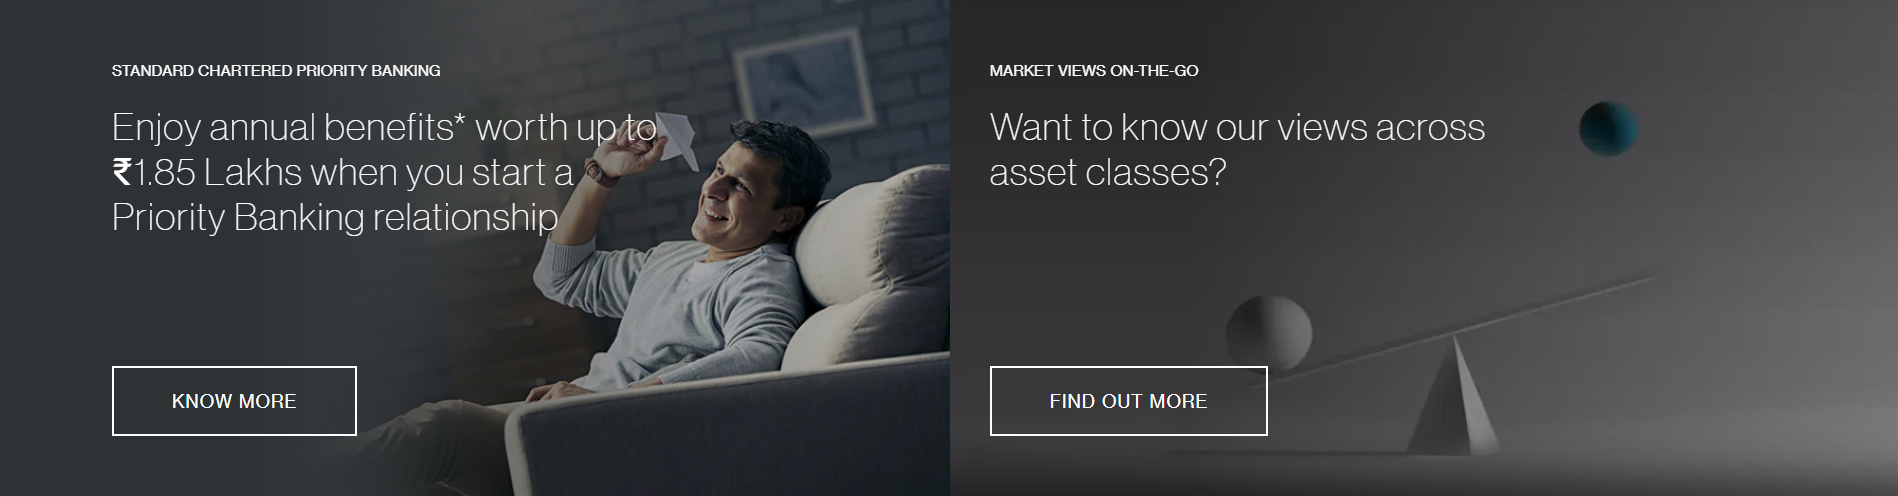 STANDARD CHARTERED PRIORITY BANKING
Enjoy annual benefits* worth up to
₹1.85 Lakhs when you start a
Priority Banking relationship
KNOW MORE
MARKET VIEWS ON-THE-GO
Want to know our views across
asset classes?
FIND OUT MORE